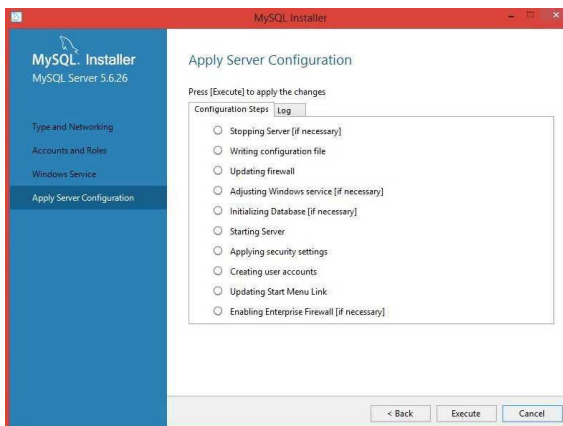 MySQL Installer
MySQL. Installer
MySQL Server 5.6.26
Type and Networking
Accounts and Roles
Windows Service
Apply Server Configuration
Apply Server Configuration
Press [Execute] to apply the changes
Configuration Steps Log
Stopping Server [if necessary]
Writing configuration file
Updating firewall
Adjusting Windows service [if necessary]
Initializing Database [if necessary]
Starting Server
Applying security settings
Creating user accounts
Updating Start Menu Link
Enabling Enterprise Firewall [if necessary]
< Back Execute Cancel